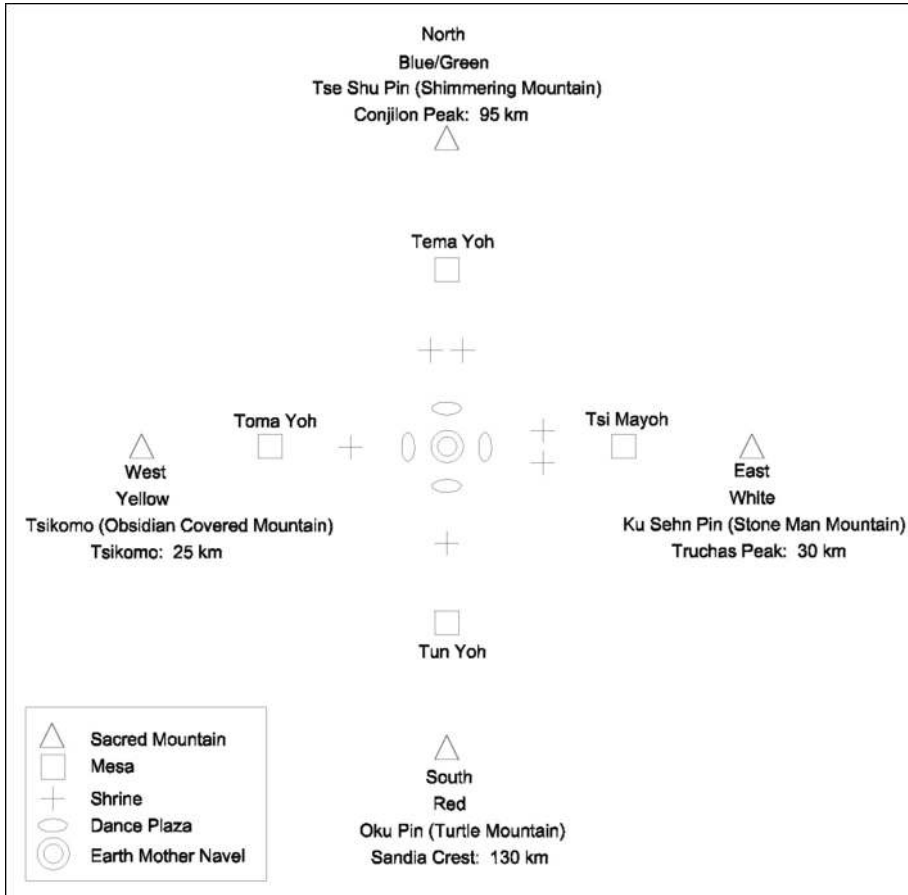 North
Blue/Green
Tse Shu Pin (Shimmering Mountain)
Conjilon Peak: 95 km
Tema Yoh
Toma Yoh
Tsi Mayoh
West
Yellow
Tsikomo (Obsidian Covered Mountain)
Tsikomo: 25 km
East
White
Ku Sehn Pin (Stone Man Mountain)
Truchas Peak: 30 km
Tun Yoh
South
Red
Oku Pin (Turtle Mountain)
Sandia Crest: 130 km
Sacred Mountain
Mesa
Shrine
Dance Plaza
Earth Mother Navel